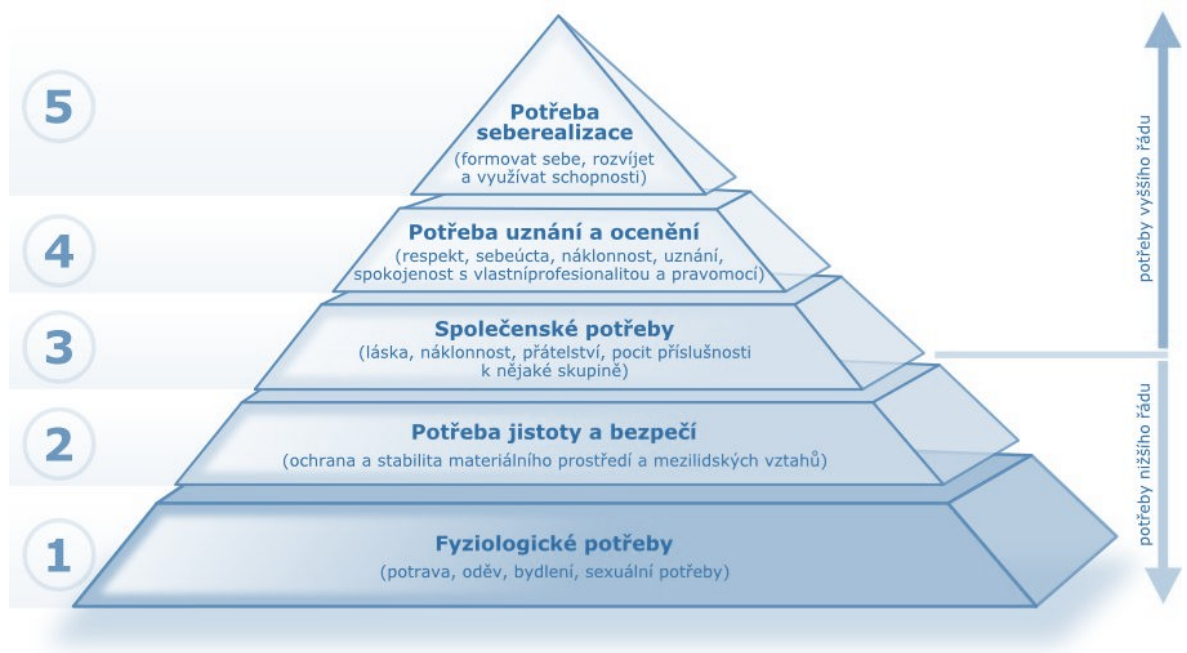 5
Potřeba
seberealizace
(formovat sebe, rozvíjet
a využívat schopnosti)
4
Potřeba uznání a ocenění
(respekt, sebeúcta, náklonnost, uznání,
spokojenost s vlastníprofesionalitou a pravomocí)
3
Společenské potřeby
(láska, náklonnost, přátelství, pocit příslušnosti
k nějaké skupině)
2
Potřeba jistoty a bezpečí
(ochrana a stabilita materiálního prostředí a mezilidských vztahů)
1
Fyziologické potřeby
(potrava, oděv, bydlení, sexuální potřeby)
potřeby vyššího řádu
potřeby nižšího řádu